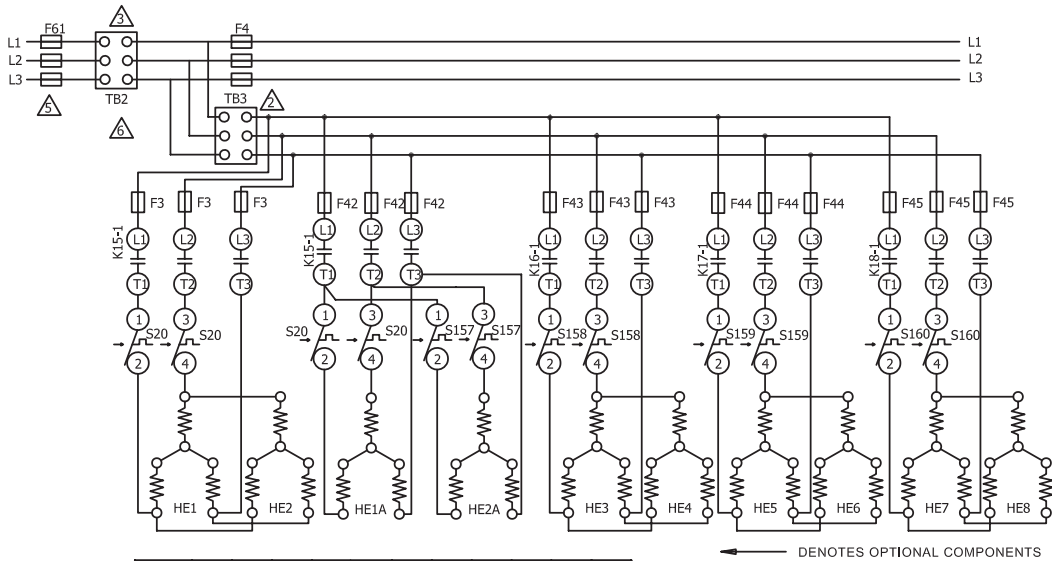 F61 3 F4
L1 L1
L2 L2
L3 L3
5 TB2 TB3 2
6
F3 F3 F3 F42 F42 F42 F43 F43 F43 F44 F44 F44 F45 F45 F45
K15-1 L1 L2 L3 K15-1 L1 L2 L3 K16-1 L1 L2 L3 K17-1 L1 L2 L3 K18-1 L1 L2 L3
T1 T2 T3 T1 T2 T3 T1 T2 T3 T1 T2 T3 T1 T2 T3
1 3 1 3 1 3 1 3 1 3 1 3
S20 S20 S20 S20 S157 S157 S158 S158 S159 S159 S160 S160
2 4 2 4 2 4 2 4 2 4 2 4
HE1 HE2 HE1A HE2A HE3 HE4 HE5 HE6 HE7 HE8
DENOTES OPTIONAL COMPONENTS